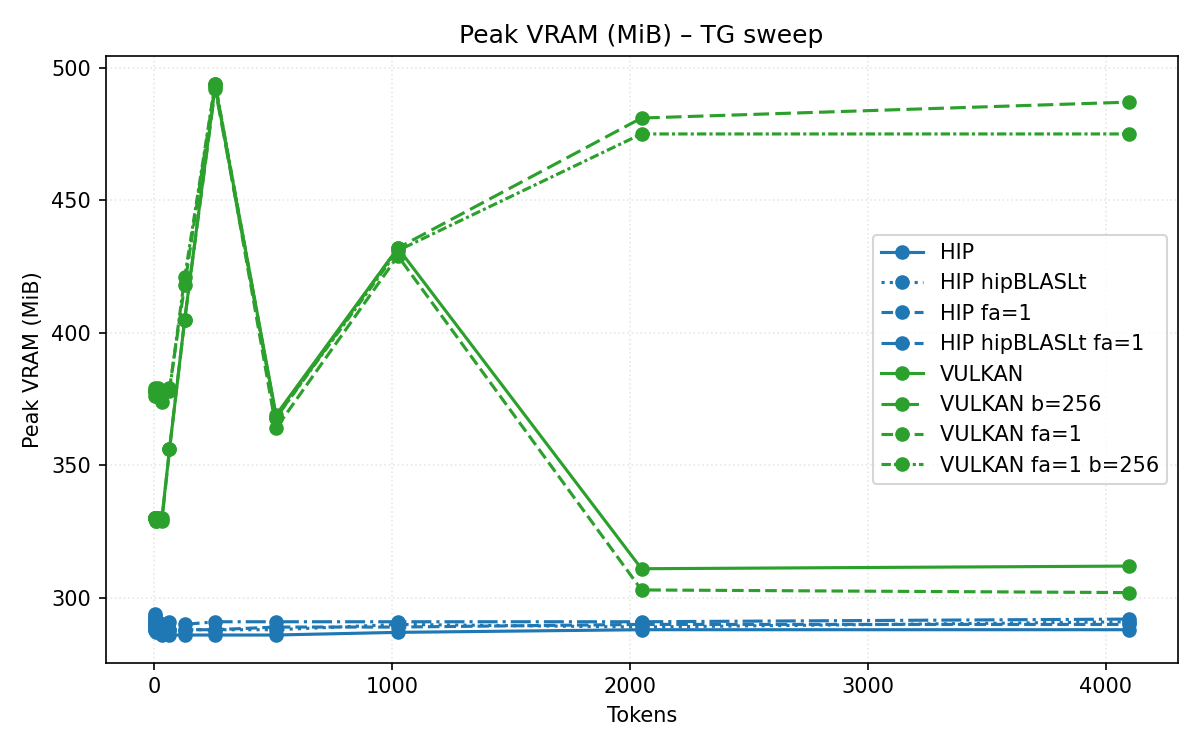 Peak VRAM (MiB) – TG sweep
500
450
400
350
300
Peak VRAM (MiB)
HIP
HIP hipBLASLt
HIP fa=1
HIP hipBLASLt fa=1
VULKAN
VULKAN b=256
VULKAN fa=1
VULKAN fa=1 b=256
0 1000 2000 3000 4000
Tokens